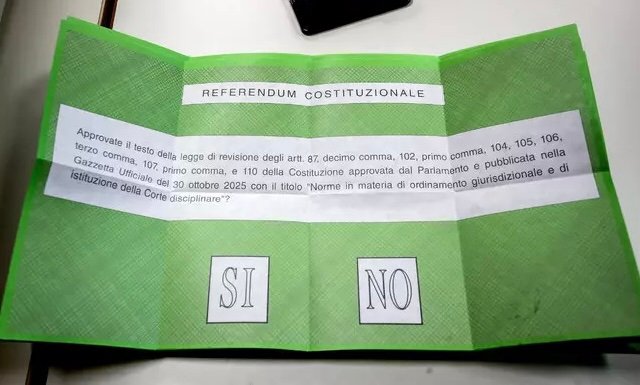 REFERENDUM COSTITUZIONALE
Approvate il testo della legge di revisione degli artt. 87, decimo comma, 102, primo comma, 104, 105, 106,
terzo comma, 107, primo comma, e 110 della Costituzione approvata dal Parlamento e pubblicata nella
Gazzetta Ufficiale del 30 ottobre 2025 con il titolo "Norme in materia di ordinamento giurisdizionale e di
istituzione della Corte disciplinare"?
SI NO